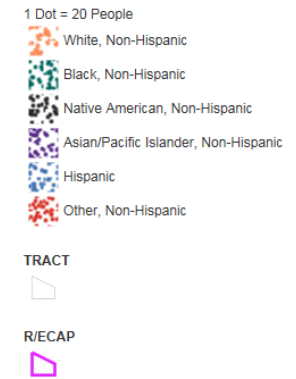 1 Dot = 20 People
White, Non-Hispanic
Black, Non-Hispanic
Native American, Non-Hispanic
Asian/Pacific Islander, Non-Hispanic
Hispanic
Other, Non-Hispanic
TRACT
R/ECAP